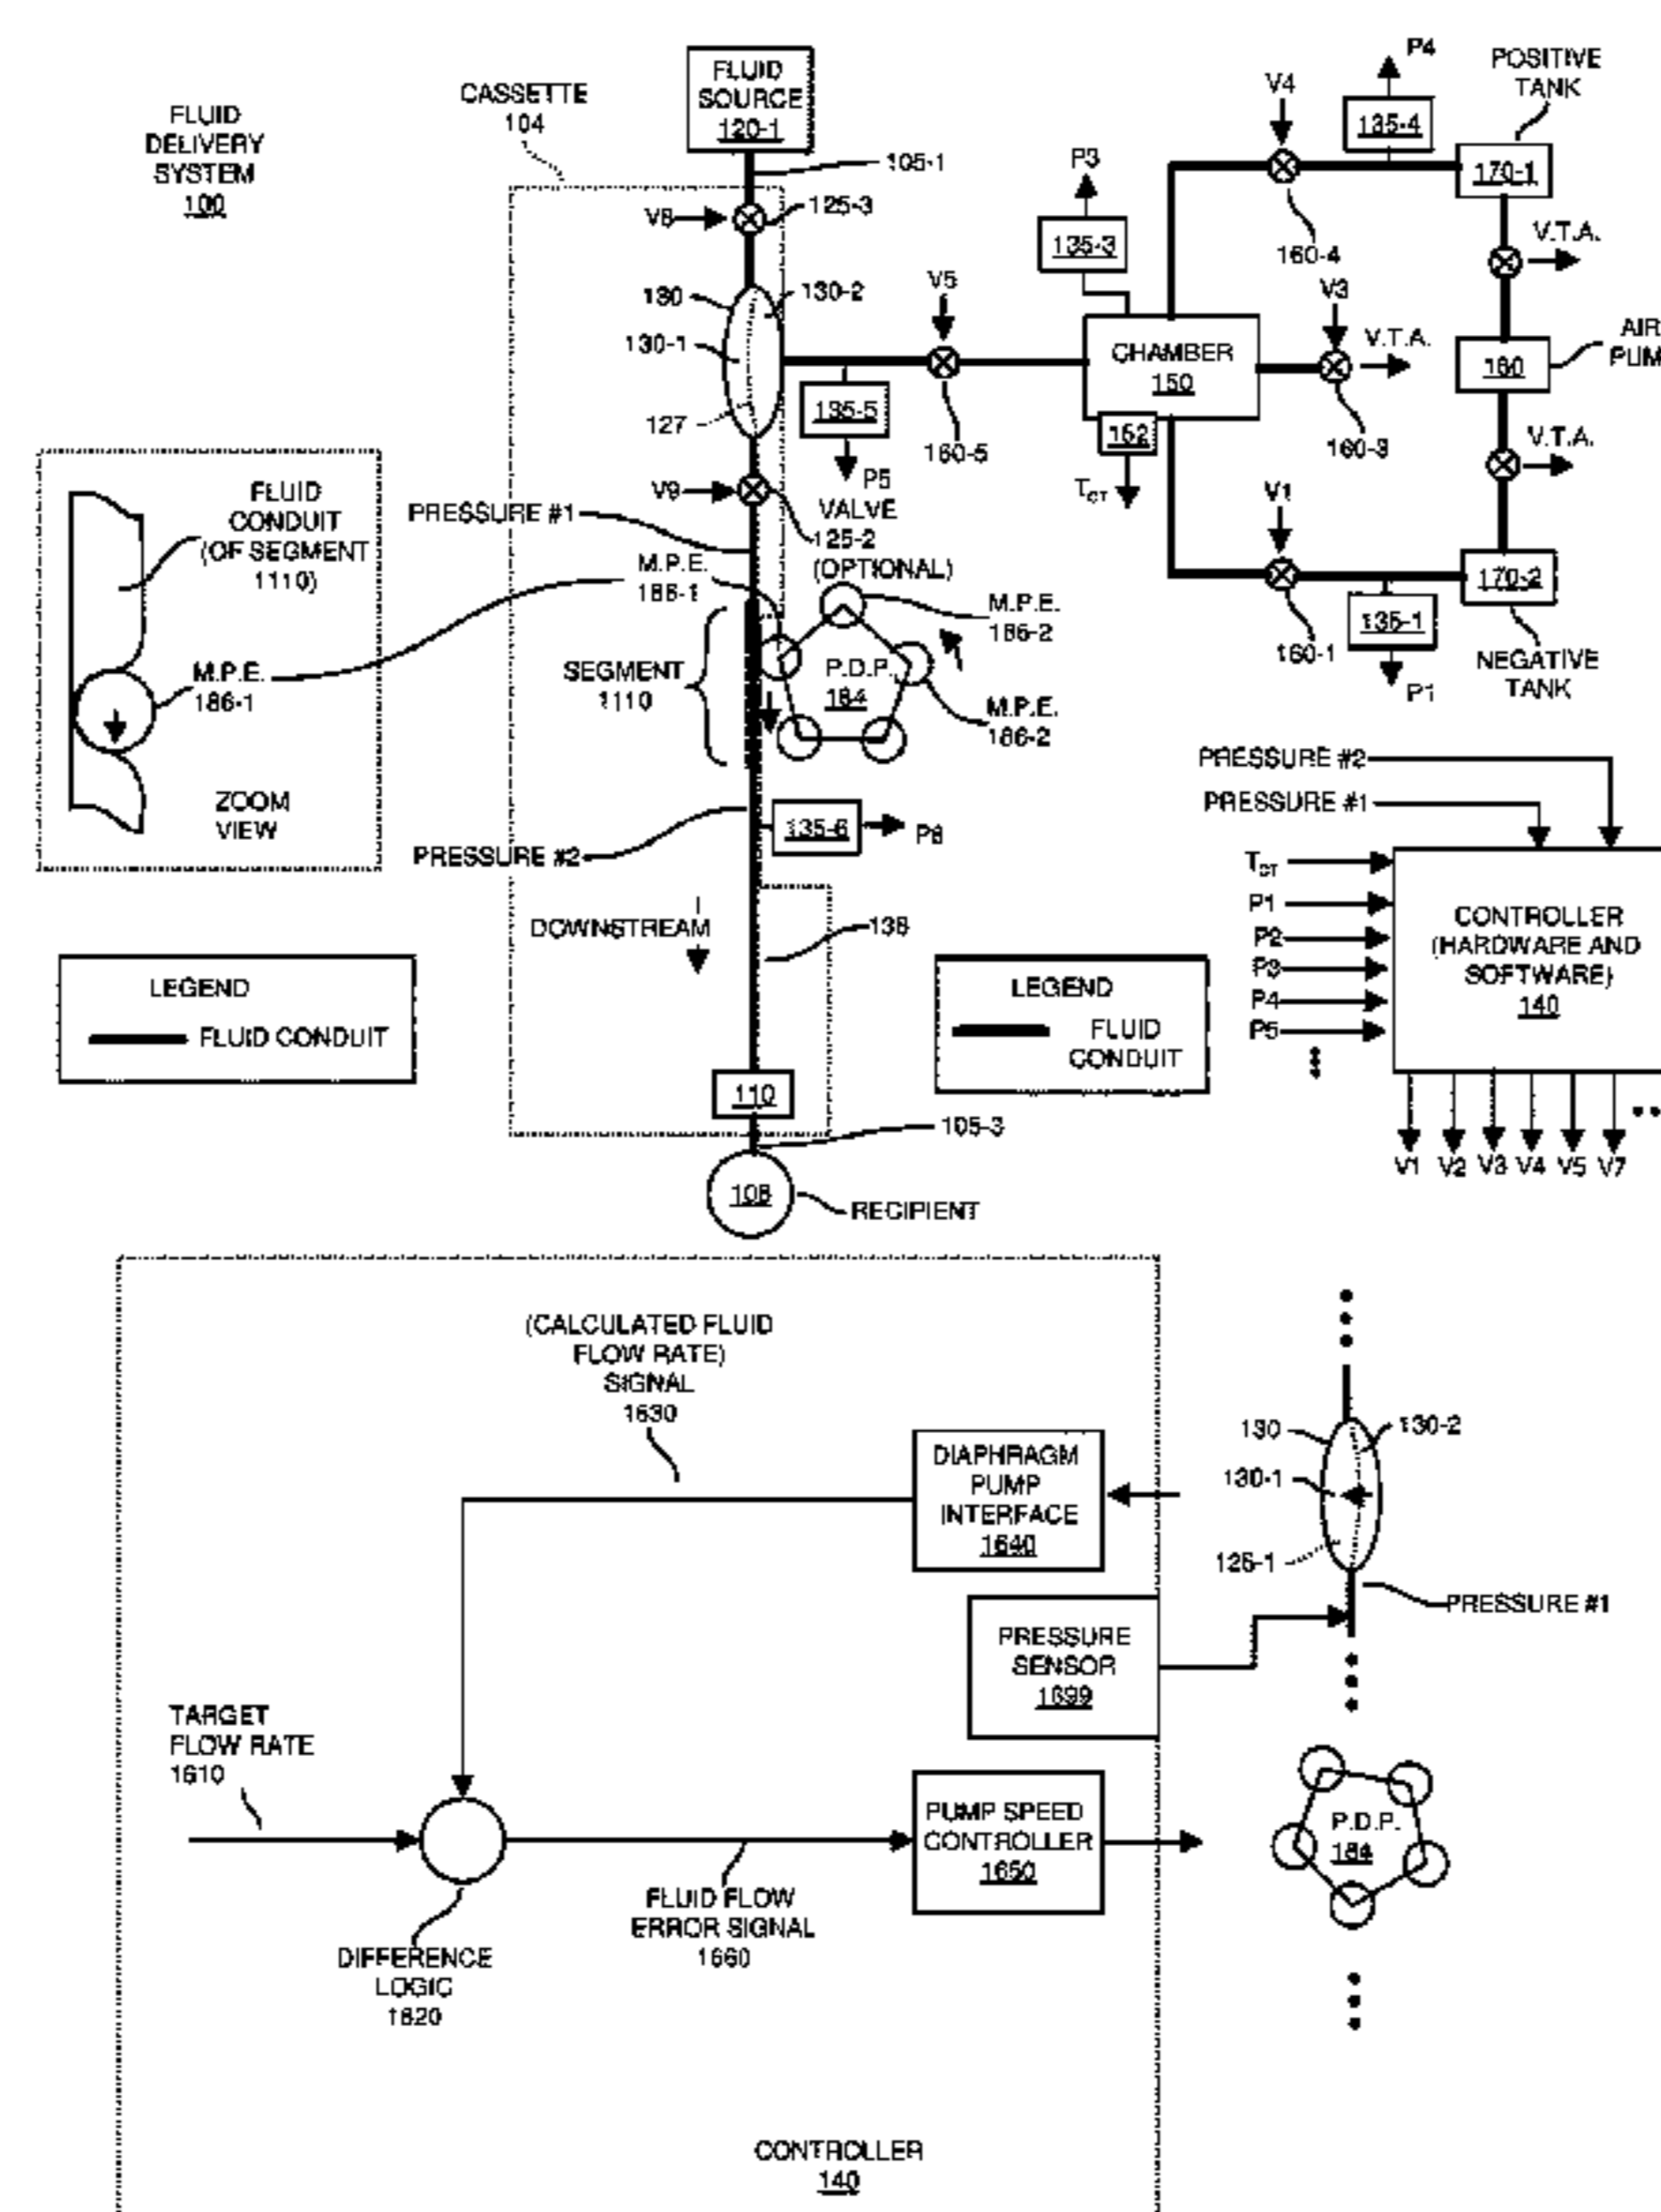 FLUID
DELIVERY
SYSTEM
100
CASSETTE
104
FLUID
SOURCE
120-1
105-1
V8
125-3
130
130-2
130-1
127
V9
VALVE
125-2
(OPTIONAL)
135-5
P5
V5
160-5
P3
135-3
CHAMBER
150
152
TCT
V4
160-4
P4
135-4
POSITIVE
TANK
170-1
V.T.A.
V3
V.T.A.
160-3
180
AIR
PUM
V.T.A.
V1
160-1
135-1
P1
170-2
NEGATIVE
TANK
FLUID
CONDUIT
(OF SEGMENT
1110)
M.P.E.
186-1
ZOOM
VIEW
PRESSURE #1
M.P.E.
186-1
SEGMENT
1110
P.D.P.
184
M.P.E.
186-2
M.P.E.
186-2
PRESSURE #2
135-6
P6
DOWNSTREAM
138
LEGEND
FLUID CONDUIT
LEGEND
FLUID
CONDUIT
110
105-3
108
RECIPIENT
PRESSURE #2
PRESSURE #1
TCT
P1
P2
P3
P4
P5
CONTROLLER
(HARDWARE AND
SOFTWARE)
140
V1 V2 V3 V4 V5 V7
(CALCULATED FLUID
FLOW RATE)
SIGNAL
1630
DIAPHRAGM
PUMP
INTERFACE
1640
130
130-2
130-1
125-1
PRESSURE #1
PRESSURE
SENSOR
1699
TARGET
FLOW RATE
1610
PUMP SPEED
CONTROLLER
1650
P.D.P.
184
FLUID FLOW
ERROR SIGNAL
1660
DIFFERENCE
LOGIC
1620
CONTROLLER
140